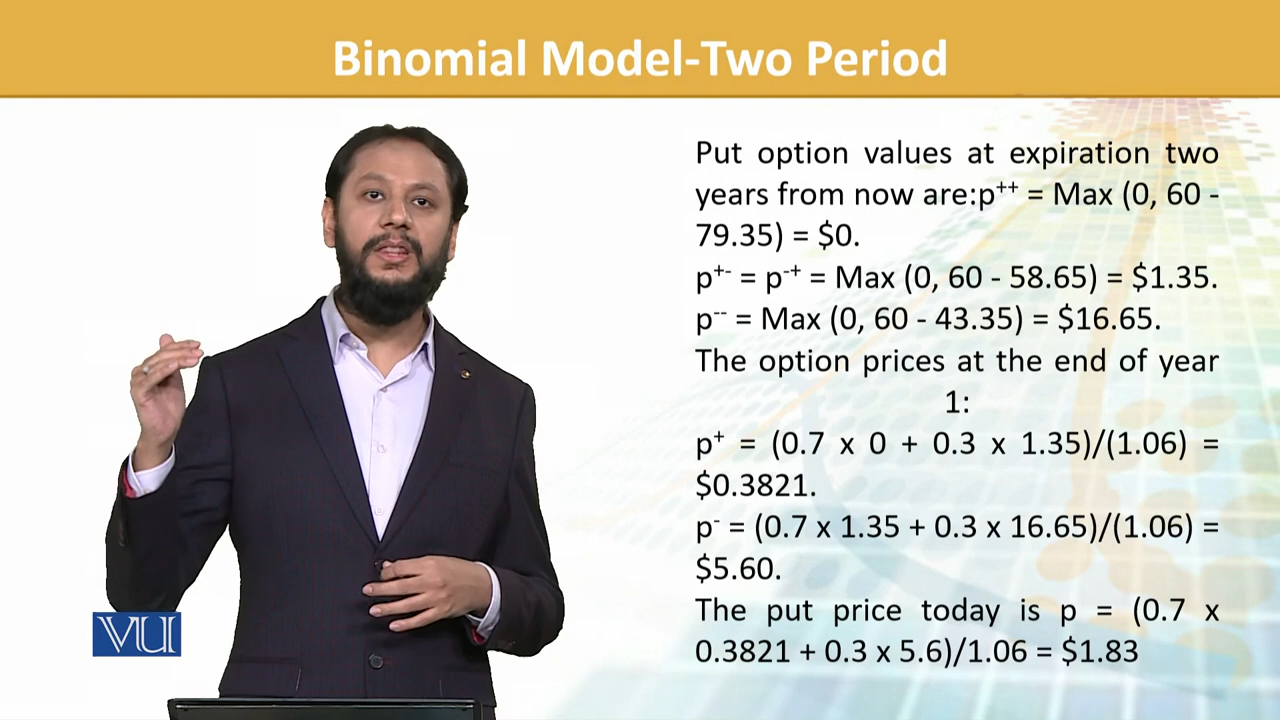 Binomial Model-Two Period
Put option values at expiration two
years from now are:p⁺⁺ = Max (0, 60 -
79.35) = $0.
p⁺⁻ = p⁻⁺ = Max (0, 60 - 58.65) = $1.35.
p⁻⁻ = Max (0, 60 - 43.35) = $16.65.
The option prices at the end of year
1:
p⁺ = (0.7 x 0 + 0.3 x 1.35)/(1.06) =
$0.3821.
p⁻ = (0.7 x 1.35 + 0.3 x 16.65)/(1.06) =
$5.60.
The put price today is p = (0.7 x
0.3821 + 0.3 x 5.6)/1.06 = $1.83
VU